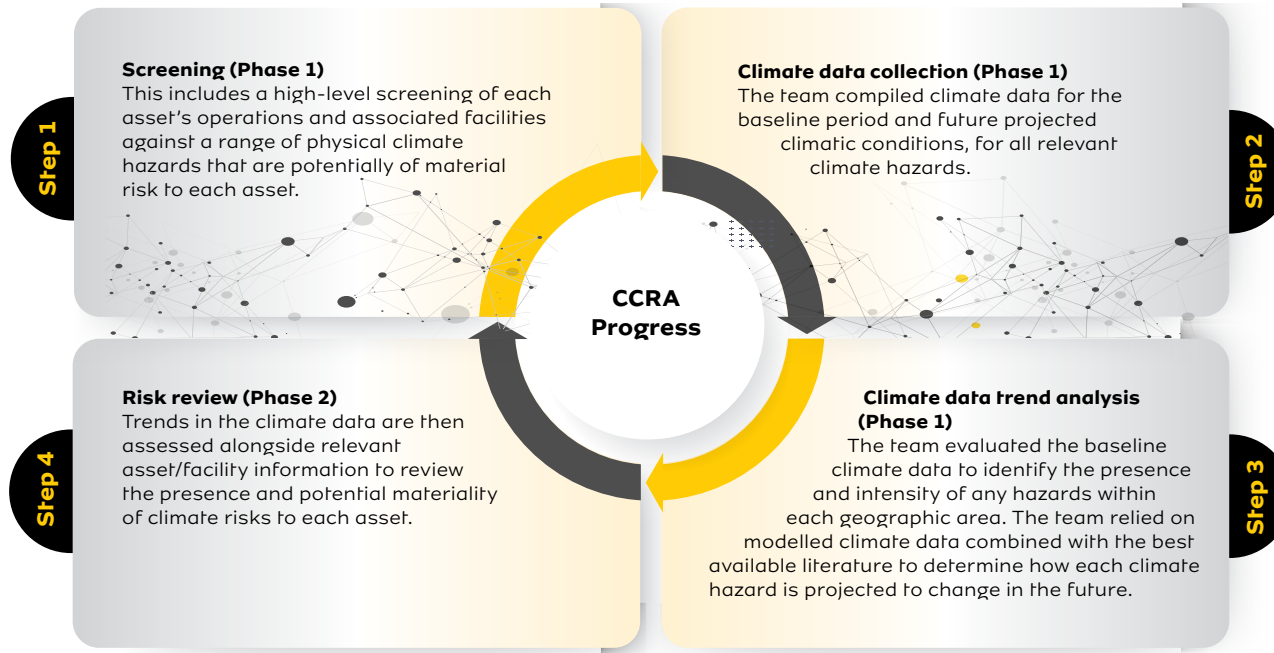 Step 1
Screening (Phase 1)
This includes a high-level screening of each
asset's operations and associated facilities
against a range of physical climate
hazards that are potentially of material
risk to each asset.
Step 2
Climate data collection (Phase 1)
The team compiled climate data for the
baseline period and future projected
climatic conditions, for all relevant
climate hazards.
CCRA
Progress
Step 3
Climate data trend analysis
(Phase 1)
The team evaluated the baseline
climate data to identify the presence
and intensity of any hazards within
each geographic area. The team relied on
modelled climate data combined with the best
available literature to determine how each climate
hazard is projected to change in the future.
Step 4
Risk review (Phase 2)
Trends in the climate data are then
assessed alongside relevant
asset/facility information to review
the presence and potential materiality
of climate risks to each asset.